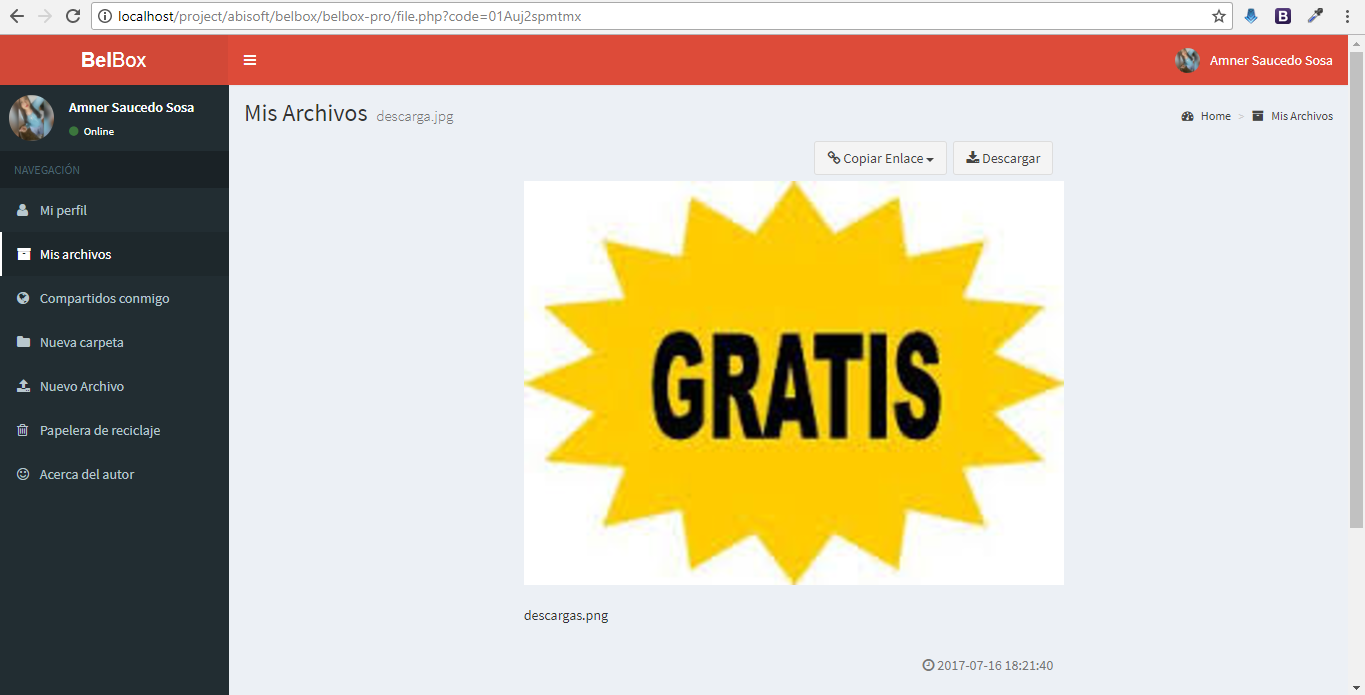 localhost/project/abisoft/belbox/belbox-pro/file.php?code=01Auj2spmtmx
B
BelBox
Amner Saucedo Sosa
Amner Saucedo Sosa
Online
NAVEGACIÓN
Mi perfil
Mis archivos
Compartidos conmigo
Nueva carpeta
Nuevo Archivo
Papelera de reciclaje
Acerca del autor
Mis Archivos descarga.jpg
Home > Mis Archivos
Copiar Enlace
Descargar
GRATIS
descargas.png
2017-07-16 18:21:40